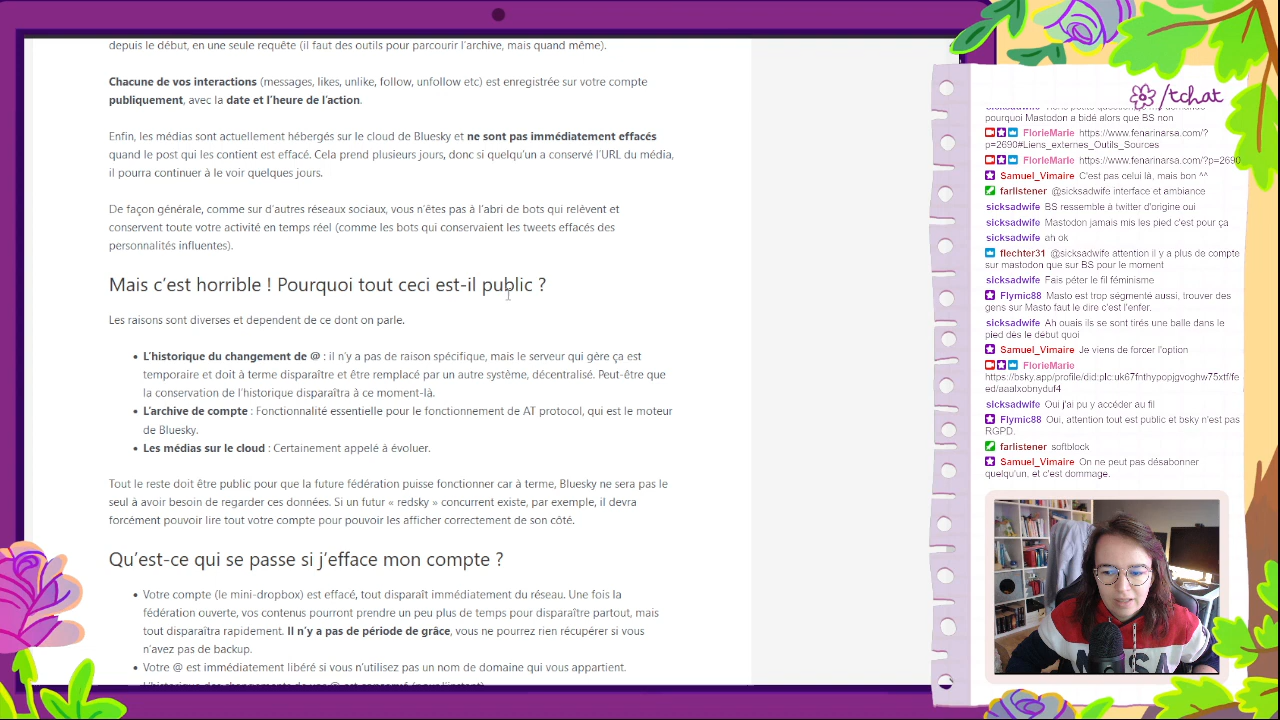 depuis le début, en une seule requête (il faut des outils pour parcourir l'archive, mais quand même).
Chacune de vos interactions (messages, likes, unlike, follow, unfollow etc) est enregistrée sur votre compte
publiquement, avec la date et l'heure de l'action.
Enfin, les médias sont actuellement hébergés sur le cloud de Bluesky et ne sont pas immédiatement effacés
quand le post qui les contient est effacé. Cela prend plusieurs jours, donc si quelqu'un a conservé l'URL du média,
il pourra continuer à le voir quelques jours.
De façon générale, comme sur d'autres réseaux sociaux, vous n'êtes pas à l'abri de bots qui relèvent et
conservent toute votre activité en temps réel (comme les bots qui conservaient les tweets effacés des
personnalités influentes).
Mais c'est horrible ! Pourquoi tout ceci est-il public ?
Les raisons sont diverses et dependent de ce dont on parle.
• L'historique du changement de @ : il n'y a pas de raison spécifique, mais le serveur qui gère ça est
temporaire et doit à terme disparaître et être remplacé par un autre système, décentralisé. Peut-être que
la conservation de l'historique disparaîtra à ce moment-là.
• L'archive de compte : Fonctionnalité essentielle pour le fonctionnement de AT protocol, qui est le moteur
de Bluesky.
• Les médias sur le cloud : Certainement appelé à évoluer.
Tout le reste doit être public pour que la décentralisation puisse fonctionner car à terme, Bluesky ne sera pas le
seul à avoir besoin de regarder ces données. Si un futur « redsky » concurrent existe, par exemple, il devra
forcément pouvoir lire tout votre compte pour pouvoir les afficher correctement de son côté.
Qu'est-ce qui se passe si j'efface mon compte ?
• Votre compte (le mini-dropbox) est effacé, tout disparaît immédiatement du réseau. Une fois la
fédération ouverte, vos contenus pourront prendre un peu plus de temps pour disparaître partout, mais
tout disparaîtra rapidement. Il n'y a pas de période de grâce, vous ne pourrez rien récupérer si vous
n'avez pas de backup.
• Votre @ est immédiatement libéré si vous n'utilisez pas un nom de domaine qui vous appartient.
/tchat
pourquoi Mastodon a bidé alors que BS non
FlorieMarie https://www.fenarinarsa.com/?
p=2690#Liens_externes_Outils_Sources
FlorieMarie https://www.fenarinarsa.com/?p=2690
Samuel_Vimaire C'est pas celui là, mais bon ^^
farlistener @sicksadwife interface et ambiance
sicksadwife BS ressemble à twitter d'origine oui
sicksadwife Mastodon jamais mis les pied c'est pour ça
sicksadwife ah ok
flechter31 @sicksadwife attention il y a plus de compte
sur mastodon que sur BS pour le moment
sicksadwife Fais péter le fil féminisme
Flymic88 Masto est trop ségmenté aussi, trouver des
gens sur Masto faut le dire c'est l'enfer.
sicksadwife Ah ouais ils se sont tirés une balle dans le
pied dès le début quoi
Samuel_Vimaire Je viens de forcer l'option
FlorieMarie
https://bsky.app/profile/did:plc:uk67fnthypopjgvoghw75xtf/fe
ed/aaalxobnyduf4
sicksadwife Oui j'ai pu y accéder au fil
Flymic88 Oui, attention tout est public et bsky n'est pas
RGPD.
farlistener softblock
Samuel_Vimaire On ne peut pas désabonner
quelqu'un. et c'est dommage.
NASA